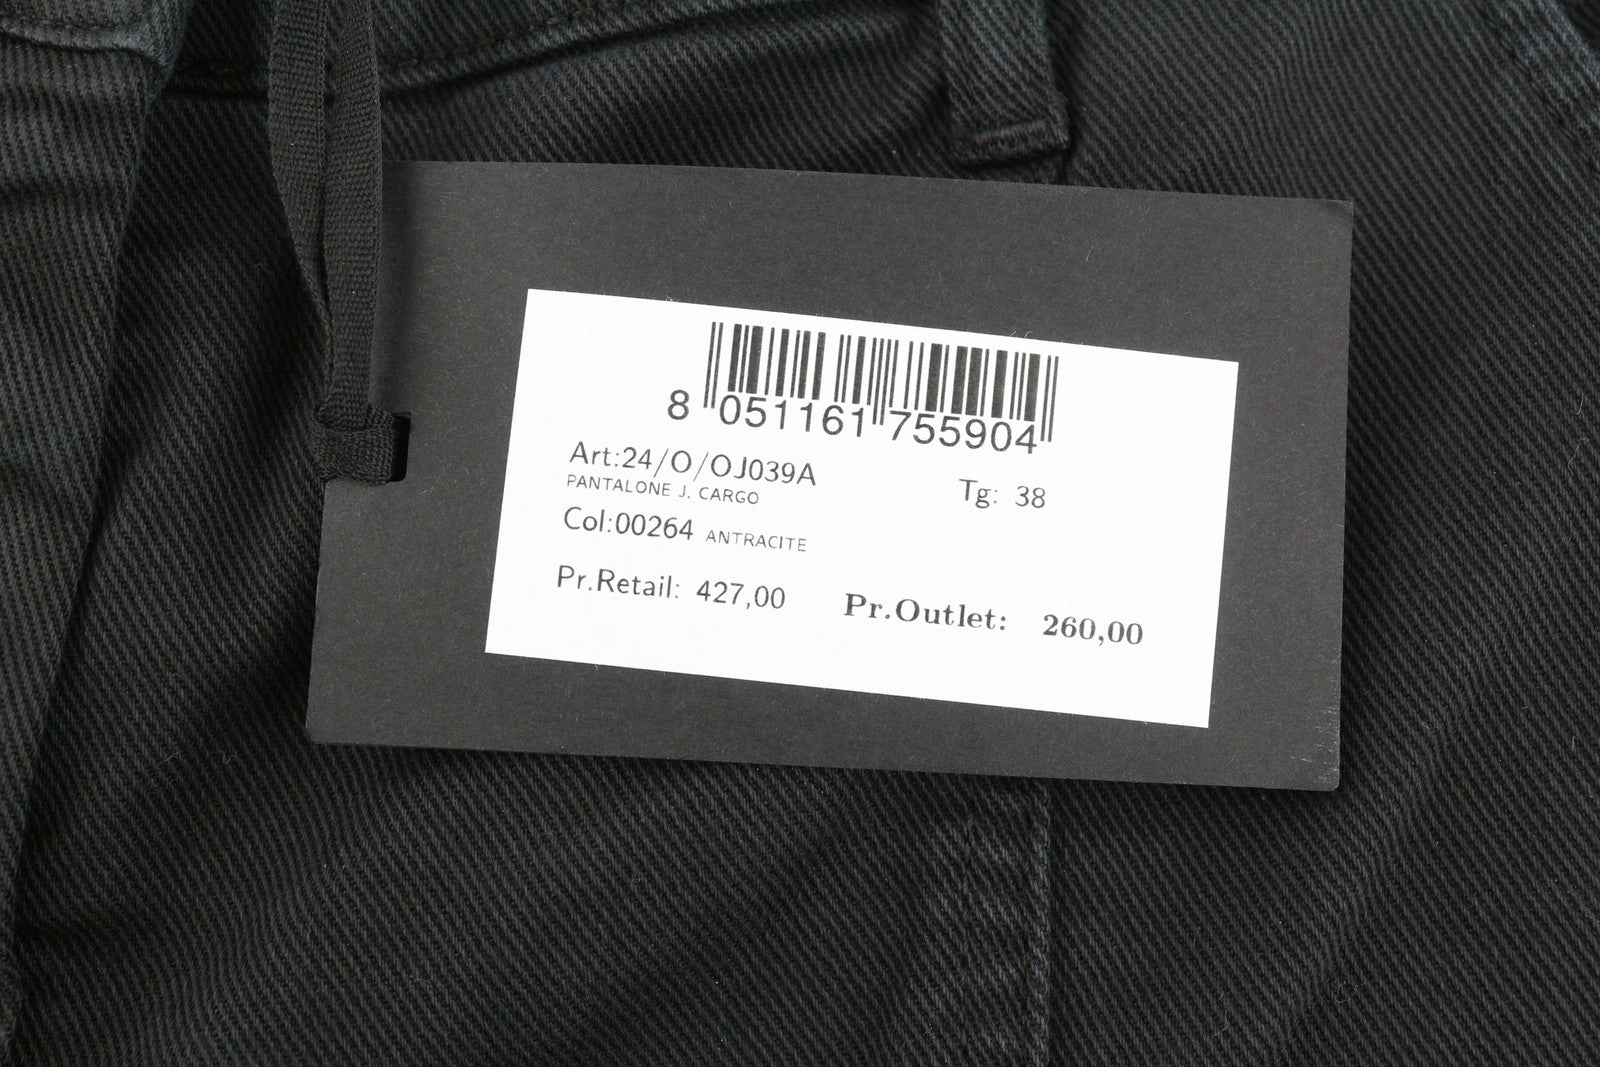 8 051161 755904
Art:24/O/OJ039A Tg: 38
PANTALONE J. CARGO
Col:00264 ANTRACITE
Pr.Retail: 427,00 Pr.Outlet: 260,00